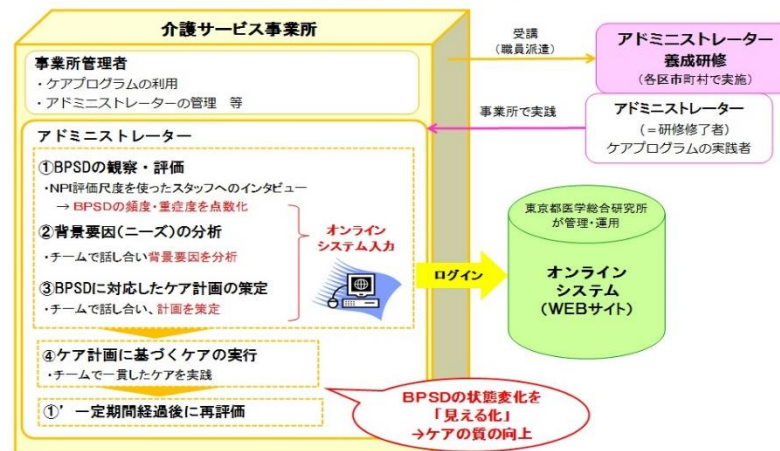 介護サービス事業所
事業所管理者
・ケアプログラムの利用
・アドミニストレーターの管理 等
アドミニストレーター
①BPSDの観察・評価
・NPI評価尺度を使ったスタッフへのインタビュー
→ BPSDの頻度・重症度を点数化
②背景要因（ニーズ）の分析
・チームで話し合い背景要因を分析
③BPSDに対応したケア計画の策定
・チームで話し合い、計画を策定
オンライン
システム入力
④ケア計画に基づくケアの実行
・チームで一貫したケアを実践
①’一定期間経過後に再評価
BPSDの状態変化を
「見える化」
→ケアの質の向上
受講
（職員派遣）
アドミニストレーター
養成研修
（各区市町村で実施）
事業所で実践
アドミニストレーター
（＝研修修了者）
ケアプログラムの実践者
ログイン
東京都医学総合研究所
が管理・運用
オンライン
システム
（WEBサイト）